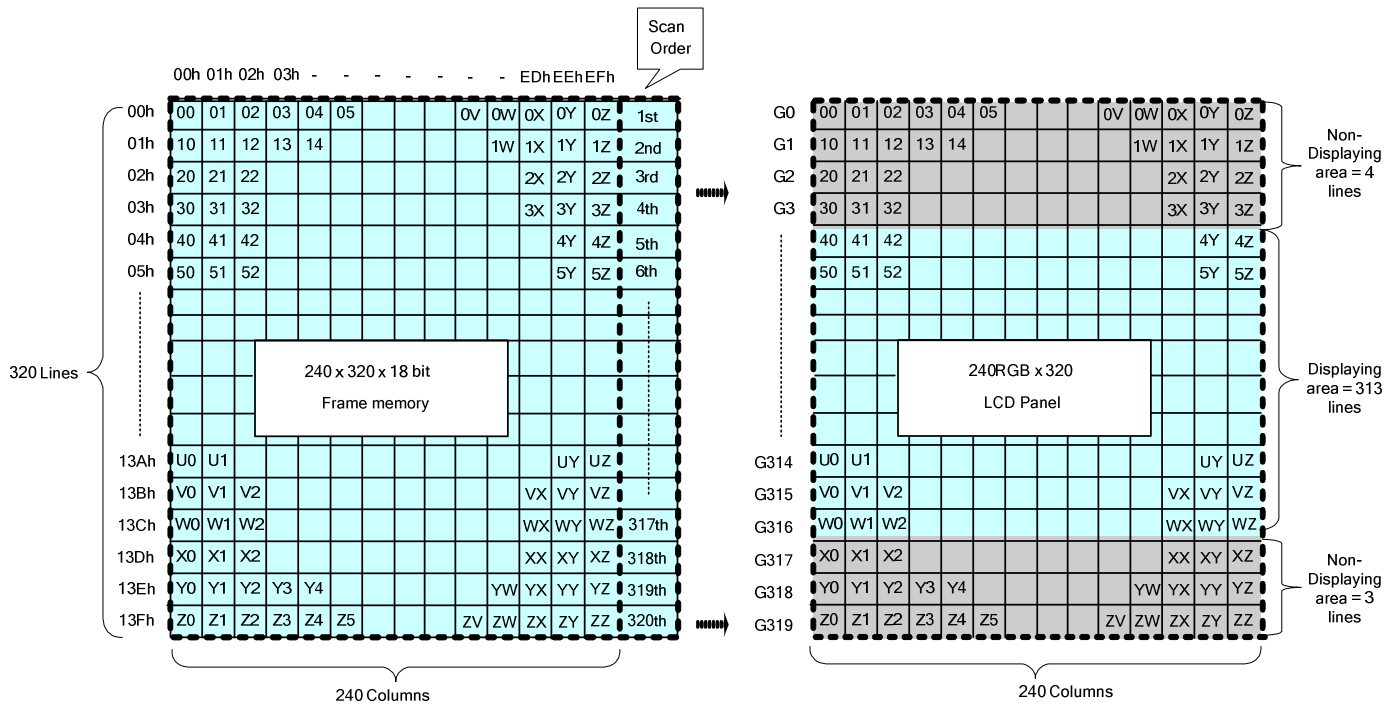 Scan
Order
00h 01h 02h 03h - - - - - - - EDh EEh EFh
00h 00 01 02 03 04 05 0V 0W 0X 0Y 0Z 1st
01h 10 11 12 13 14 1W 1X 1Y 1Z 2nd
02h 20 21 22 2X 2Y 2Z 3rd
03h 30 31 32 3X 3Y 3Z 4th
04h 40 41 42 4Y 4Z 5th
05h 50 51 52 5Y 5Z 6th
320 Lines
240 x 320 x 18 bit
Frame memory
13Ah U0 U1 UY UZ
13Bh V0 V1 V2 VX VY VZ
13Ch W0 W1 W2 WX WY WZ 317th
13Dh X0 X1 X2 XX XY XZ 318th
13Eh Y0 Y1 Y2 Y3 Y4 YW YX YY YZ 319th
13Fh Z0 Z1 Z2 Z3 Z4 Z5 ZV ZW ZX ZY ZZ 320th
240 Columns
G0 00 01 02 03 04 05 0V 0W 0X 0Y 0Z
G1 10 11 12 13 14 1W 1X 1Y 1Z
G2 20 21 22 2X 2Y 2Z
G3 30 31 32 3X 3Y 3Z
40 41 42 4Y 4Z
50 51 52 5Y 5Z
Non-
Displaying
area = 4
lines
240RGB x 320
LCD Panel
Displaying
area = 313
lines
G314 U0 U1 UY UZ
G315 V0 V1 V2 VX VY VZ
G316 W0 W1 W2 WX WY WZ
G317 X0 X1 X2 XX XY XZ
G318 Y0 Y1 Y2 Y3 Y4 YW YX YY YZ
G319 Z0 Z1 Z2 Z3 Z4 Z5 ZV ZW ZX ZY ZZ
Non-
Displaying
area = 3
lines
240 Columns